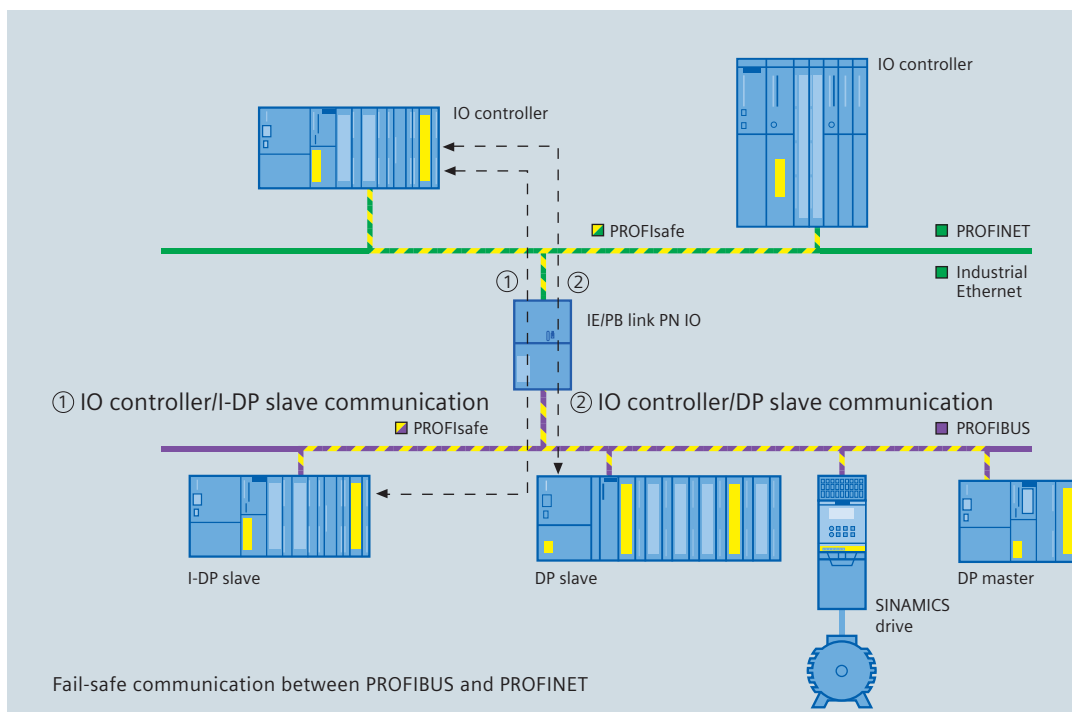 IO controller
IO controller
PROFIsafe
PROFINET
Industrial
Ethernet
① ②
IE/PB link PN IO
① IO controller/I-DP slave communication
② IO controller/DP slave communication
PROFIsafe
PROFIBUS
I-DP slave
DP slave
DP master
SINAMICS
drive
Fail-safe communication between PROFIBUS and PROFINET